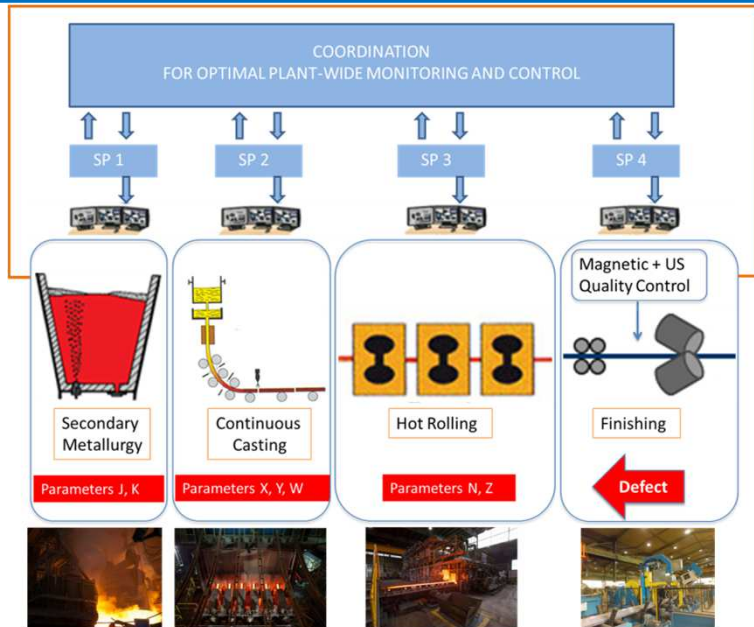 COORDINATION
FOR OPTIMAL PLANT-WIDE MONITORING AND CONTROL
SP 1
SP 2
SP 3
SP 4
Magnetic + US
Quality Control
Secondary
Metallurgy
Continuous
Casting
Hot Rolling
Finishing
Parameters J, K
Parameters X, Y, W
Parameters N, Z
Defect